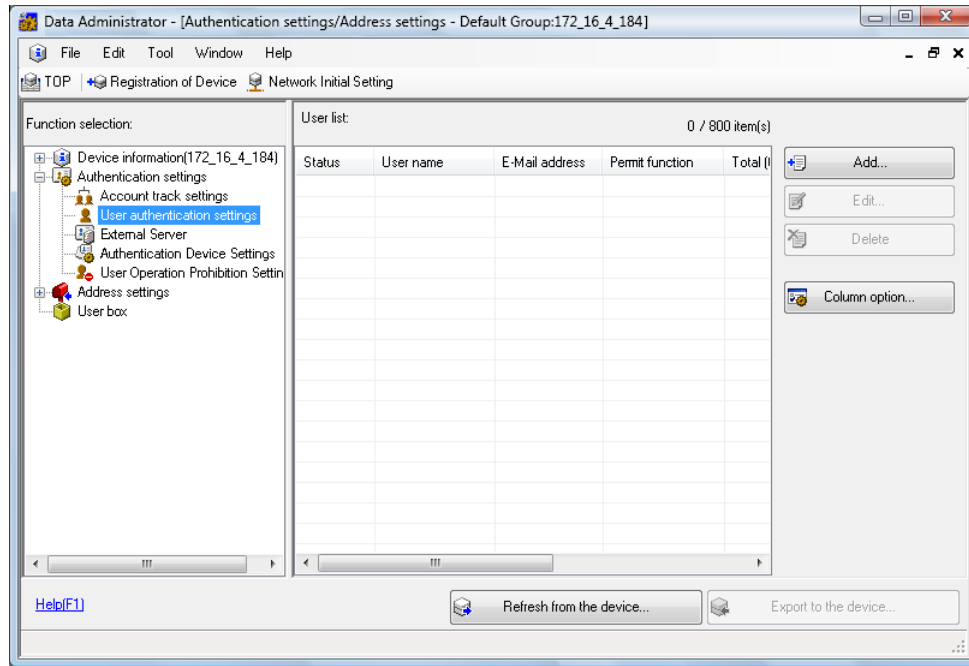 Data Administrator - [Authentication settings/Address settings - Default Group:172_16_4_184]
File Edit Tool Window Help
TOP Registration of Device Network Initial Setting
Function selection:
Device information(172_16_4_184)
Authentication settings
Account track settings
User authentication settings
External Server
Authentication Device Settings
User Operation Prohibition Settin
Address settings
User box
User list:
0 / 800 item(s)
Status User name E-Mail address Permit function Total (
Add...
Edit...
Delete
Column option...
Help(F1)
Refresh from the device...
Export to the device...